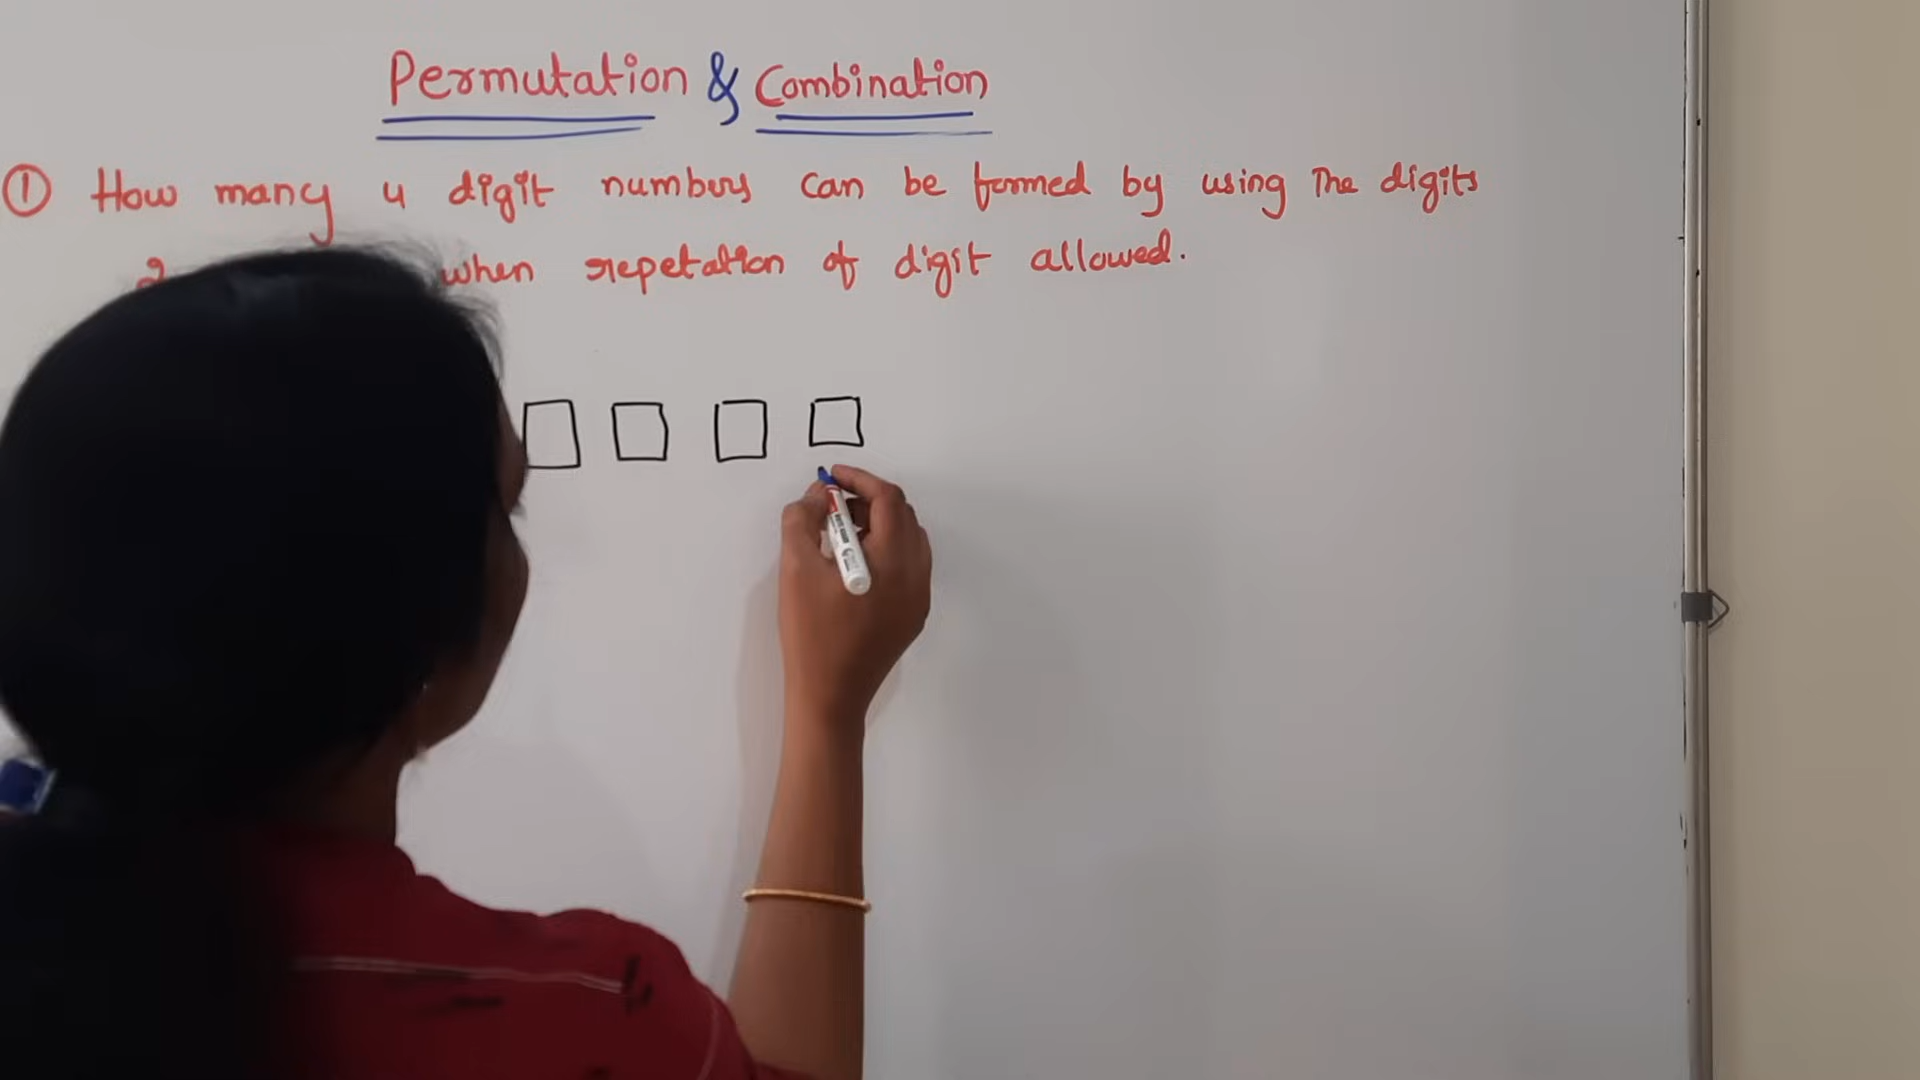 Permutation & Combination
① How many 4 digit numbers can be formed by using The digits
2 when repetation of digit allowed.